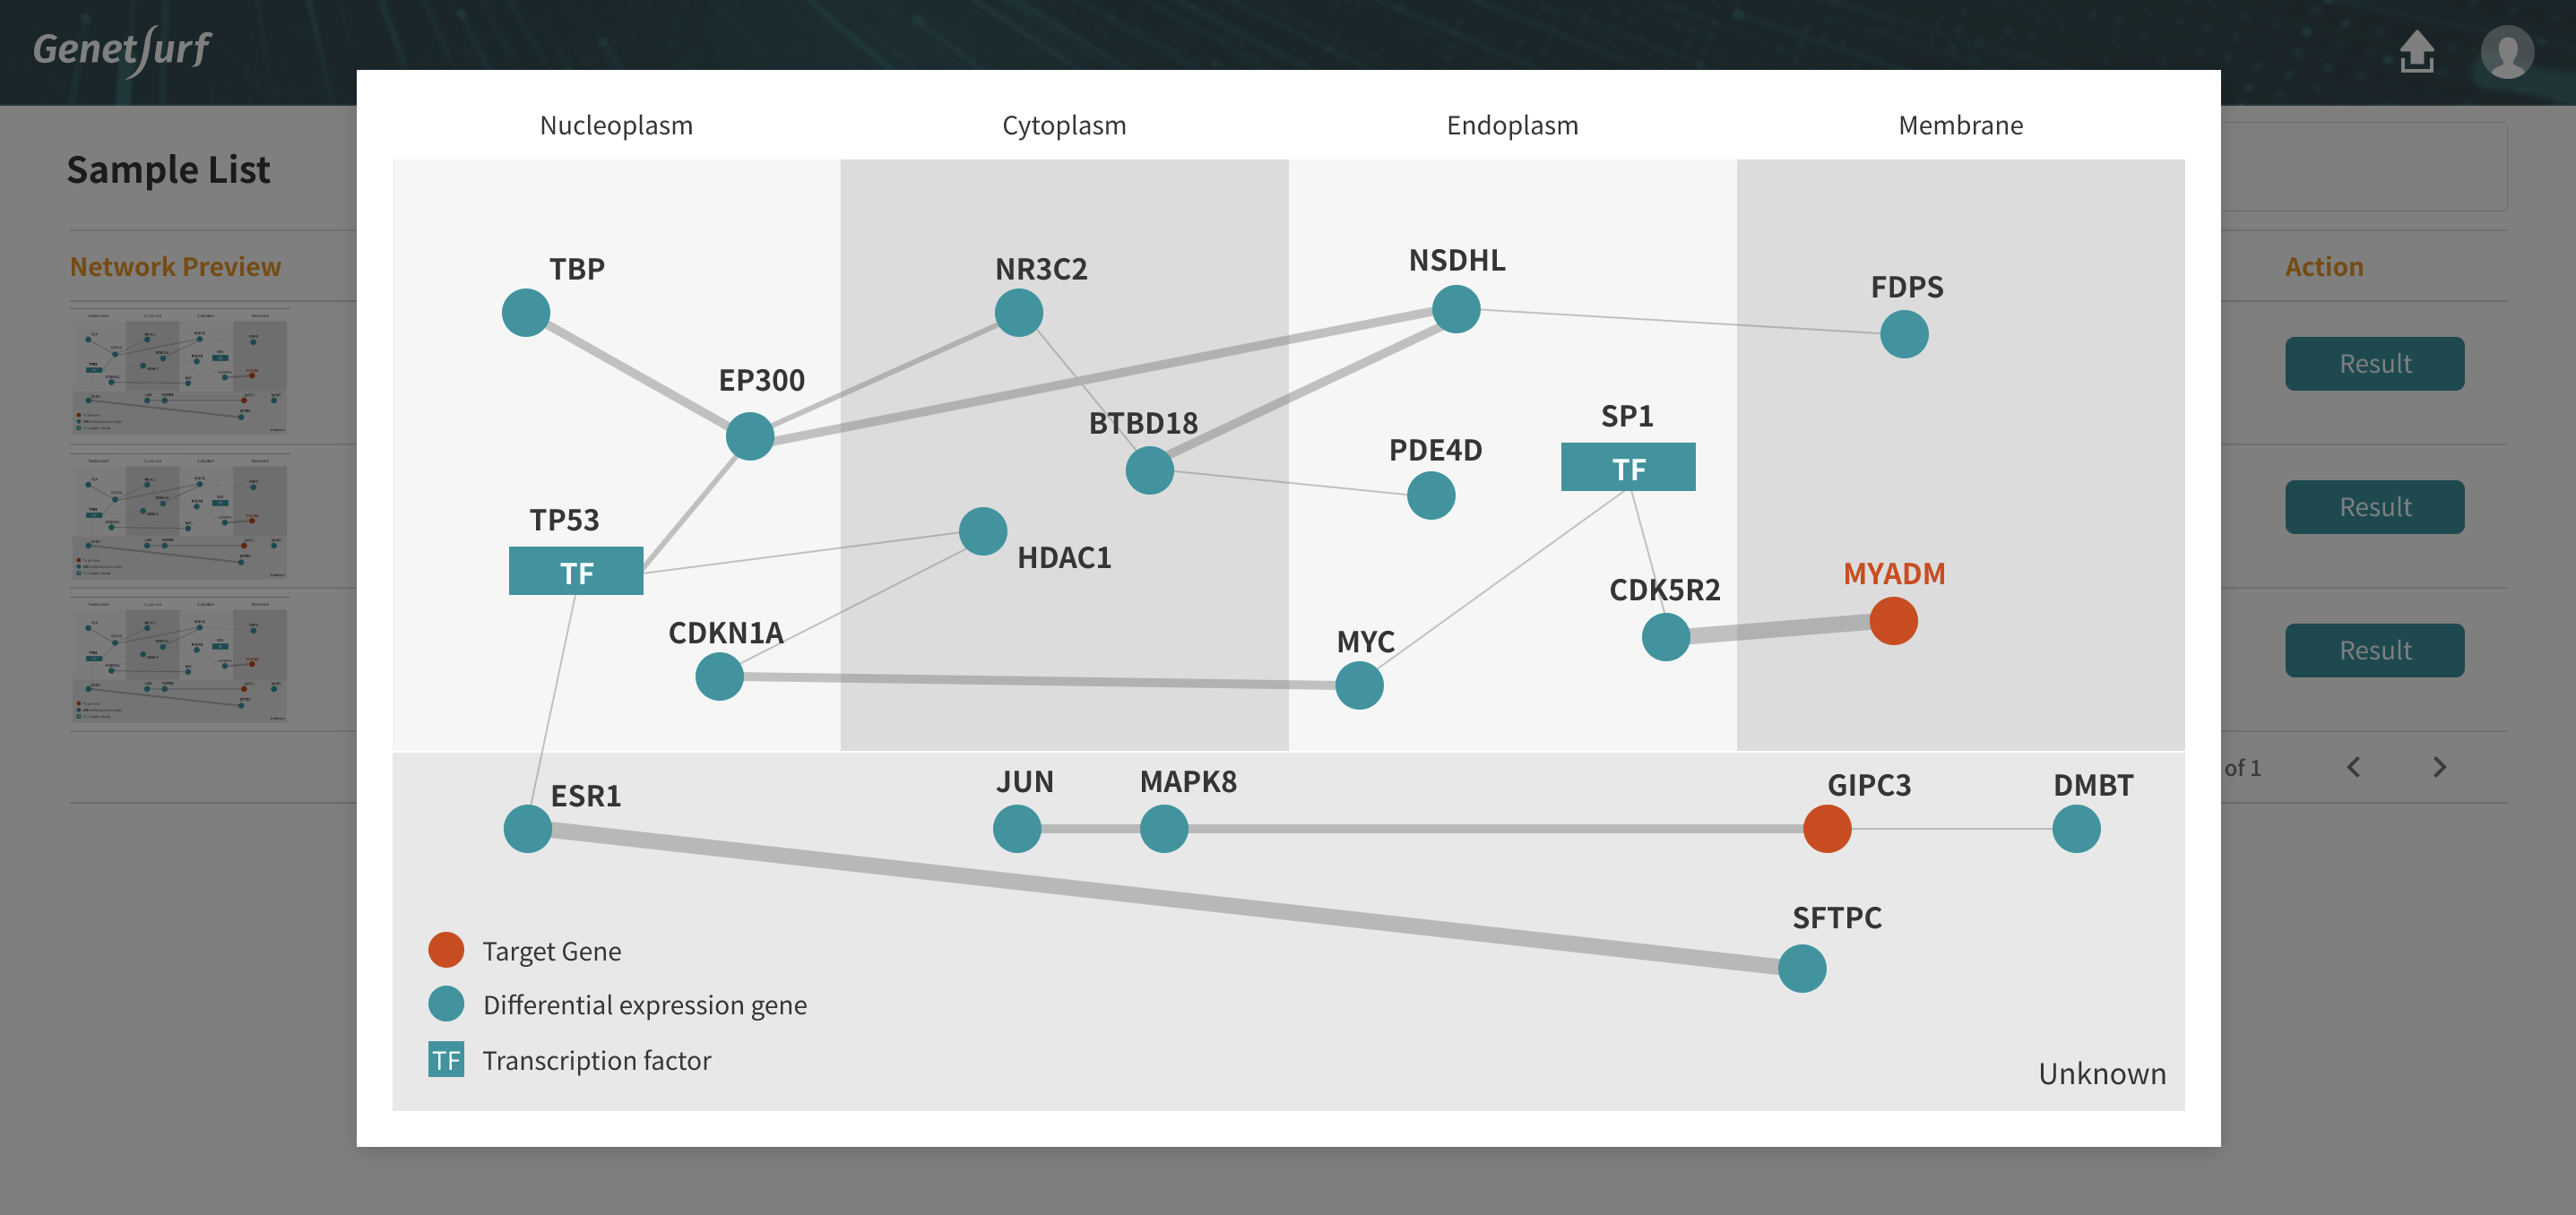 Genetsurf
Nucleoplasm
Cytoplasm
Endoplasm
Membrane
Sample List
Network Preview
Action
TBP
NR3C2
NSDHL
FDPS
EP300
BTBD18
SP1
TF
PDE4D
Result
TP53
TF
HDAC1
Result
CDKN1A
MYC
CDK5R2
MYADM
Result
of 1
ESR1
JUN
MAPK8
GIPC3
DMBT
SFTPC
Target Gene
Differential expression gene
TF Transcription factor
Unknown